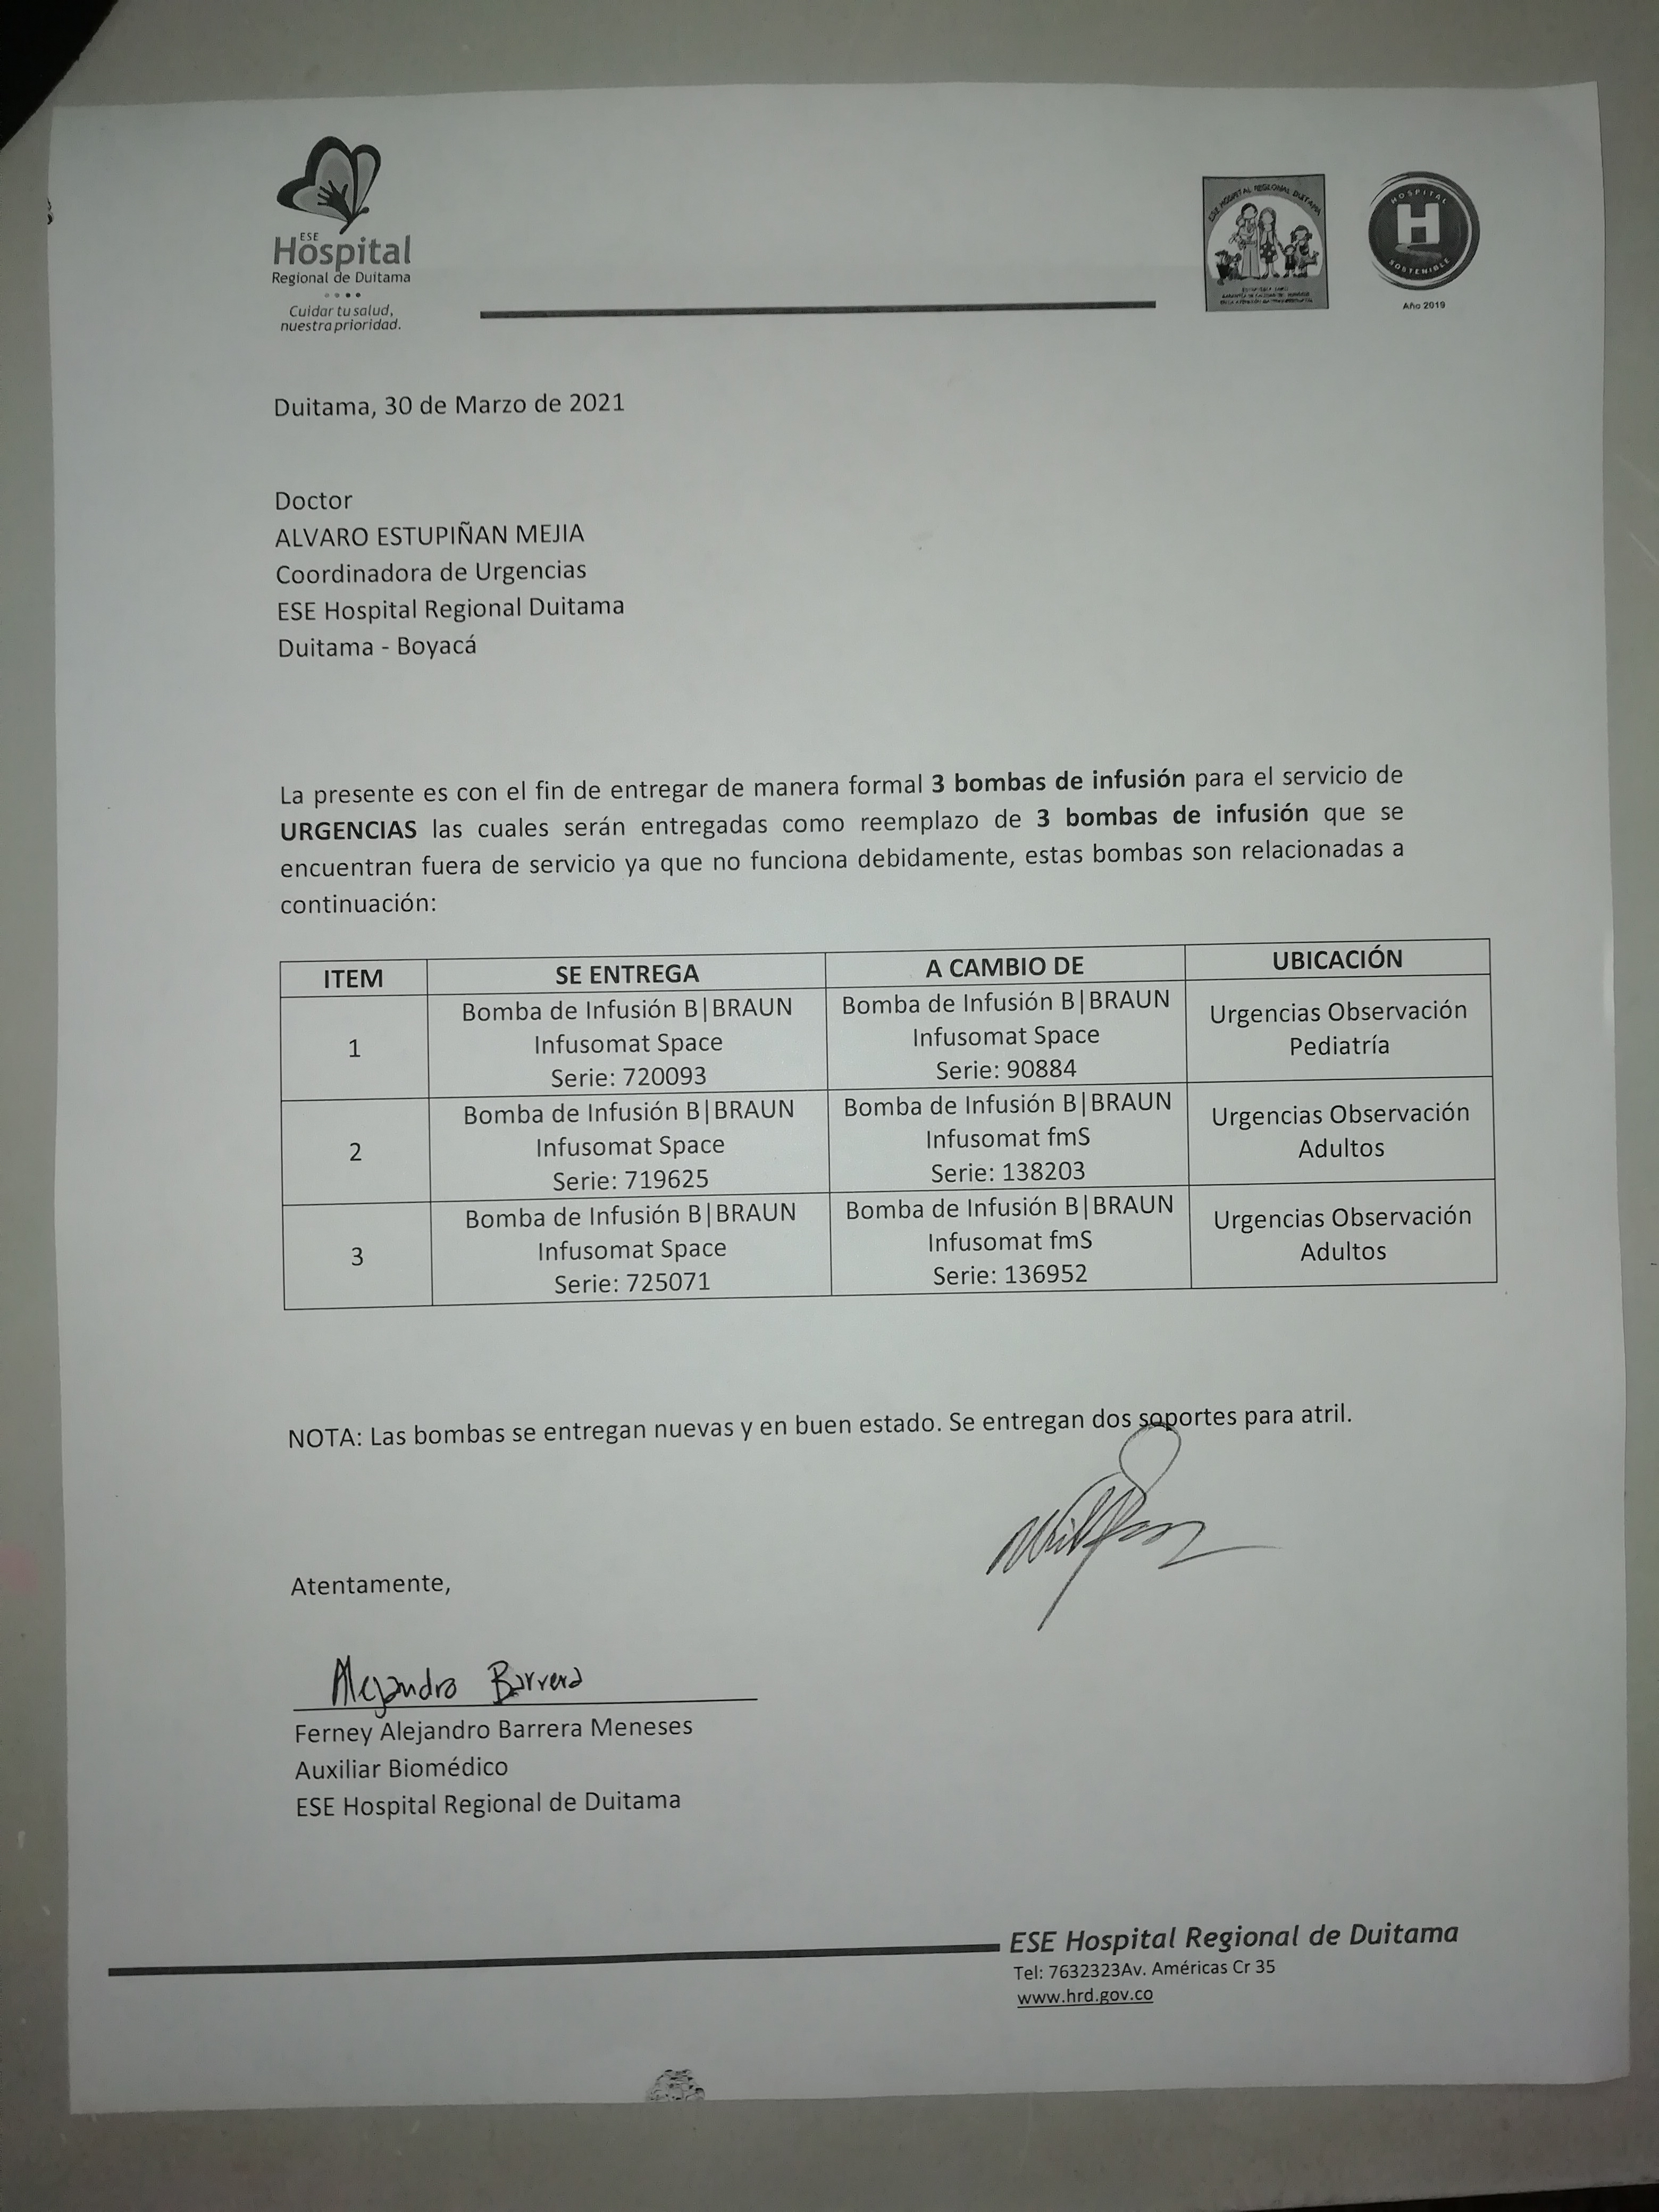 ESE
Hospital
Regional de Duitama
Cuidar tu salud,
nuestra prioridad.
ESE HOSPITAL REGIONAL DUITAMA
HOSPITAL
H
SOSTENIBLE
Año 2019
Duitama, 30 de Marzo de 2021
Doctor
ALVARO ESTUPIÑAN MEJIA
Coordinadora de Urgencias
ESE Hospital Regional Duitama
Duitama - Boyacá
La presente es con el fin de entregar de manera formal 3 bombas de infusión para el servicio de
URGENCIAS las cuales serán entregadas como reemplazo de 3 bombas de infusión que se
encuentran fuera de servicio ya que no funciona debidamente, estas bombas son relacionadas a
continuación:
ITEM SE ENTREGA A CAMBIO DE UBICACIÓN
1
Bomba de Infusión B|BRAUN
Infusomat Space
Serie: 720093
Bomba de Infusión B|BRAUN
Infusomat Space
Serie: 90884
Urgencias Observación
Pediatría
2
Bomba de Infusión B|BRAUN
Infusomat Space
Serie: 719625
Bomba de Infusión B|BRAUN
Infusomat fmS
Serie: 138203
Urgencias Observación
Adultos
3
Bomba de Infusión B|BRAUN
Infusomat Space
Serie: 725071
Bomba de Infusión B|BRAUN
Infusomat fmS
Serie: 136952
Urgencias Observación
Adultos
NOTA: Las bombas se entregan nuevas y en buen estado. Se entregan dos soportes para atril.
Atentamente,
Alejandro Barrera
Ferney Alejandro Barrera Meneses
Auxiliar Biomédico
ESE Hospital Regional de Duitama
ESE Hospital Regional de Duitama
Tel: 7632323Av. Américas Cr 35
www.hrd.gov.co